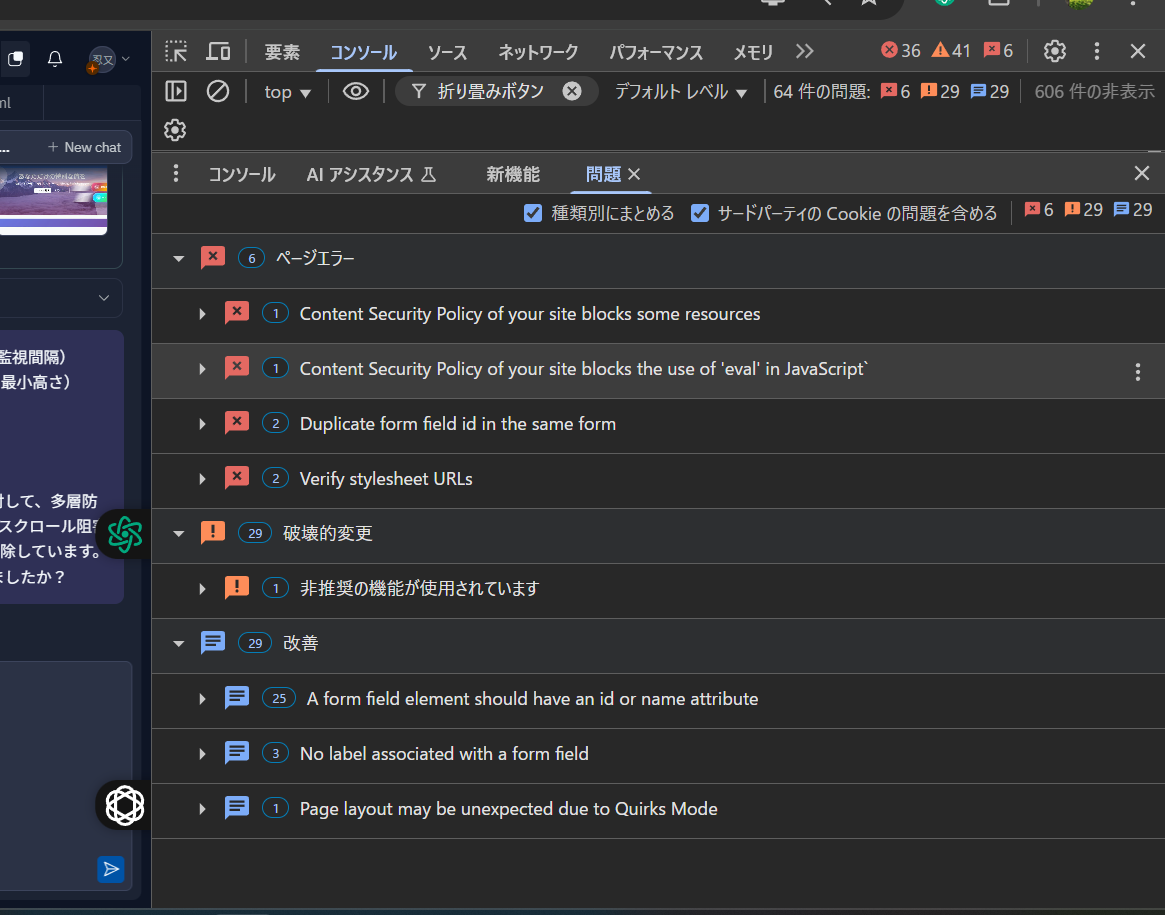 要素 コンソール ソース ネットワーク パフォーマンス メモリ 36 41 6
忍又
top 折り畳みボタン デフォルト レベル 64 件の問題: 6 29 29 606 件の非表示
ml
... + New chat
コンソール AI アシスタンス 新機能 問題
種類別にまとめる サードパーティの Cookie の問題を含める 6 29 29
6 ページエラー
1 Content Security Policy of your site blocks some resources
監視間隔）
1 Content Security Policy of your site blocks the use of 'eval' in JavaScript`
最小高さ）
2 Duplicate form field id in the same form
2 Verify stylesheet URLs
対して、多層防
スクロール阻害
29 破壊的変更
除しています。
ましたか？
1 非推奨の機能が使用されています
29 改善
25 A form field element should have an id or name attribute
3 No label associated with a form field
1 Page layout may be unexpected due to Quirks Mode